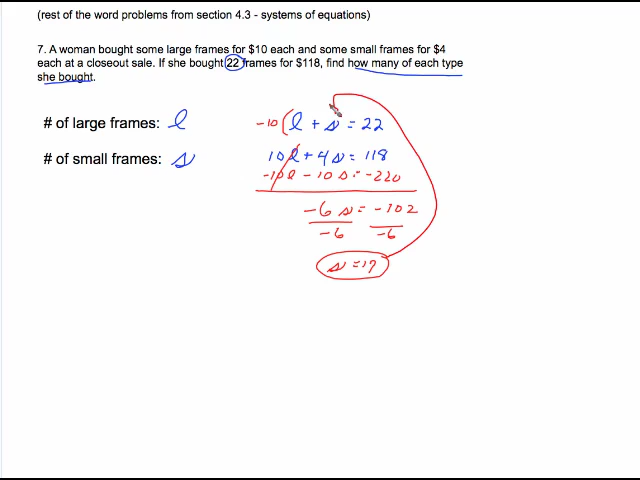 (rest of the word problems from section 4.3 - systems of equations)
7. A woman bought some large frames for $10 each and some small frames for $4
each at a closeout sale. If she bought 22 frames for $118, find how many of each type
she bought.
# of large frames: l
-10 ( l + s = 22
# of small frames: s
10l + 4s = 118
-10l - 10s = -220
-6s = -102
-6 -6
s = 17